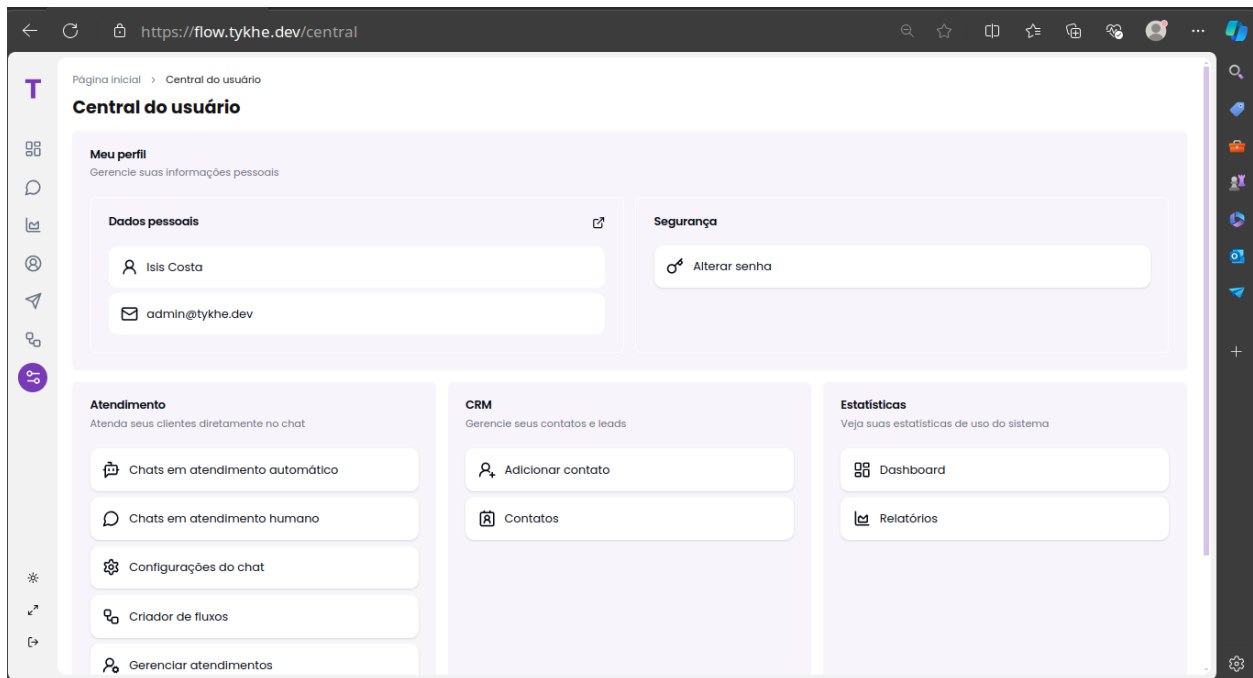 https://flow.tykhe.dev/central
T
Página inicial > Central do usuário
Central do usuário
Meu perfil
Gerencie suas informações pessoais
Dados pessoais
Isis Costa
admin@tykhe.dev
Segurança
Alterar senha
Atendimento
Atenda seus clientes diretamente no chat
Chats em atendimento automático
Chats em atendimento humano
Configurações do chat
Criador de fluxos
Gerenciar atendimentos
CRM
Gerencie seus contatos e leads
Adicionar contato
Contatos
Estatísticas
Veja suas estatísticas de uso do sistema
Dashboard
Relatórios